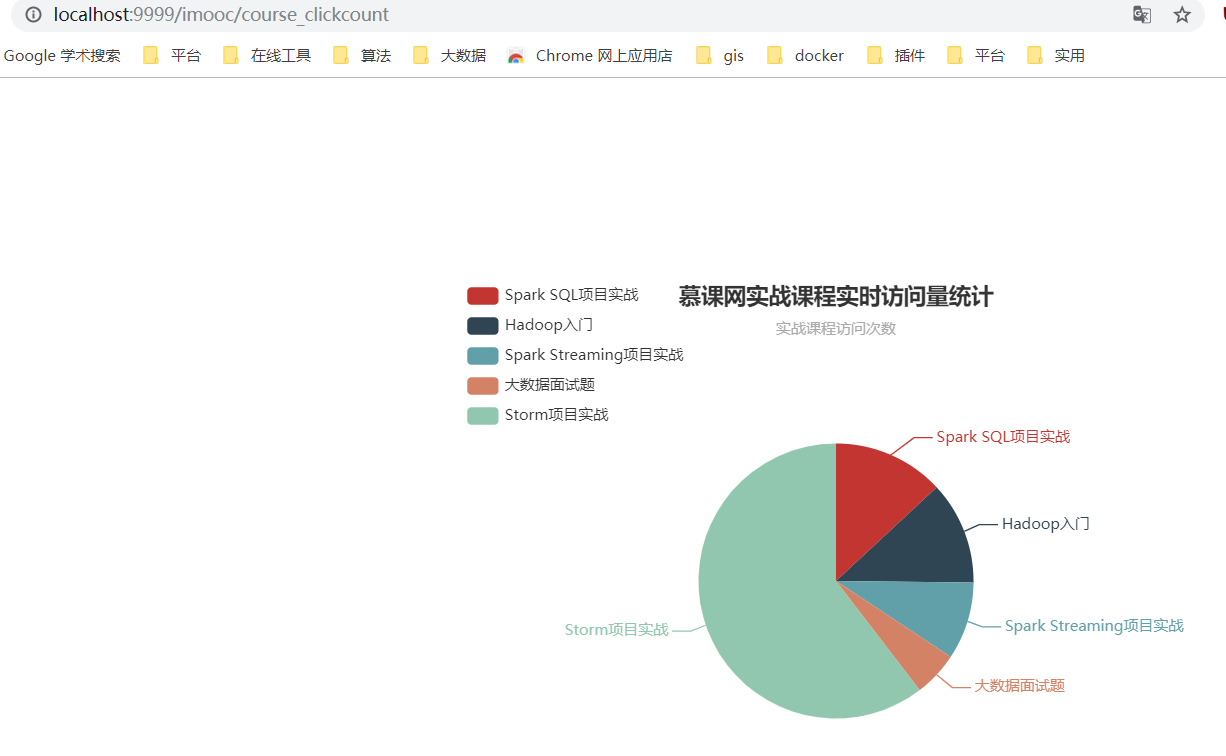 localhost:9999/imooc/course_clickcount
Google 学术搜索 平台 在线工具 算法 大数据 Chrome 网上应用店 gis docker 插件 平台 实用
Spark SQL项目实战
Hadoop入门
Spark Streaming项目实战
大数据面试题
Storm项目实战
慕课网实战课程实时访问量统计
实战课程访问次数
Spark SQL项目实战
Hadoop入门
Spark Streaming项目实战
Storm项目实战
大数据面试题